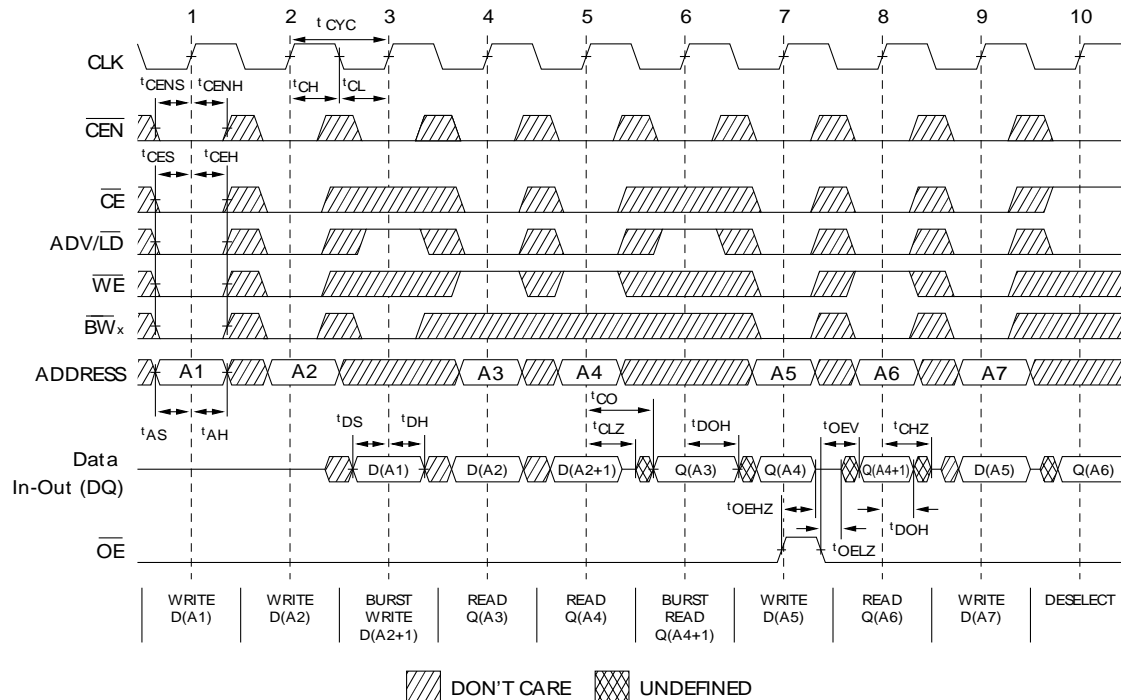 1 2 3 4 5 6 7 8 9 10
tCYC
CLK
tCENS tCENH tCH tCL
CEN
tCES tCEH
CE
ADV/LD
WE
BWx
ADDRESS A1 A2 A3 A4 A5 A6 A7
tCO
tAS tAH tDS tDH tCLZ tDOH tOEV tCHZ
Data
In-Out (DQ) D(A1) D(A2) D(A2+1) Q(A3) Q(A4) Q(A4+1) D(A5) Q(A6)
tOEHZ tDOH
tOELZ
OE
WRITE WRITE BURST READ READ BURST WRITE READ WRITE DESELECT
D(A1) D(A2) WRITE Q(A3) Q(A4) READ D(A5) Q(A6) D(A7)
D(A2+1) Q(A4+1)
DON'T CARE UNDEFINED